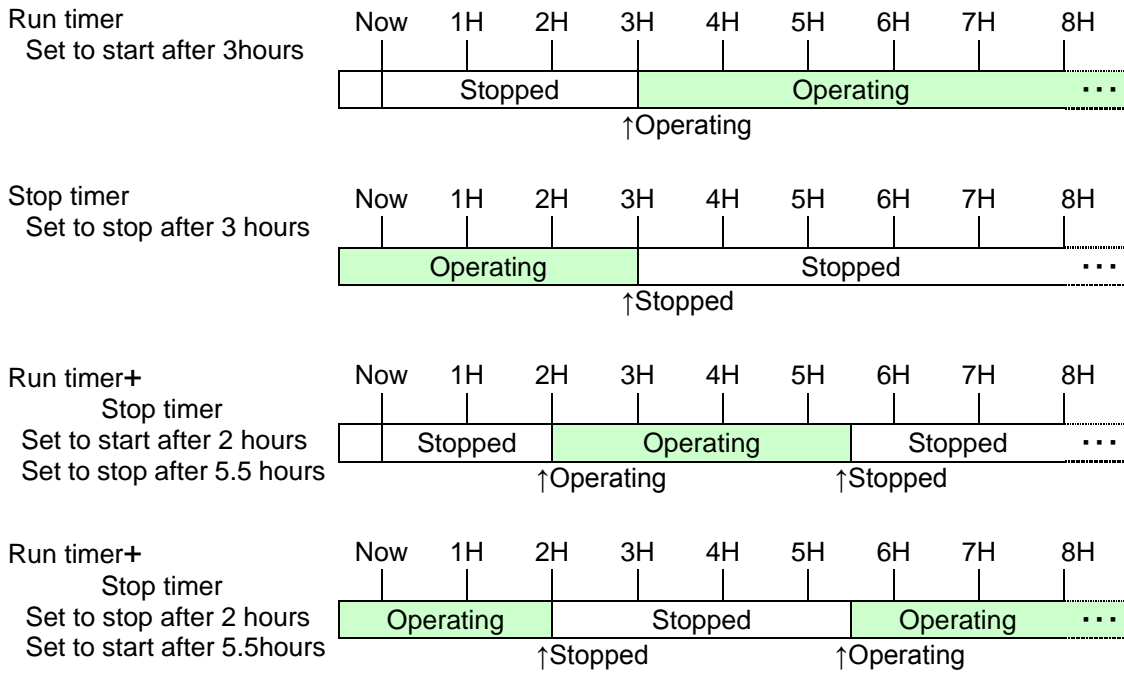 Run timer
Set to start after 3hours
Now 1H 2H 3H 4H 5H 6H 7H 8H
Stopped Operating ···
↑Operating
Stop timer
Set to stop after 3 hours
Now 1H 2H 3H 4H 5H 6H 7H 8H
Operating Stopped ···
↑Stopped
Run timer+
Stop timer
Set to start after 2 hours
Set to stop after 5.5 hours
Now 1H 2H 3H 4H 5H 6H 7H 8H
Stopped Operating Stopped ···
↑Operating ↑Stopped
Run timer+
Stop timer
Set to stop after 2 hours
Set to start after 5.5hours
Now 1H 2H 3H 4H 5H 6H 7H 8H
Operating Stopped Operating ···
↑Stopped ↑Operating